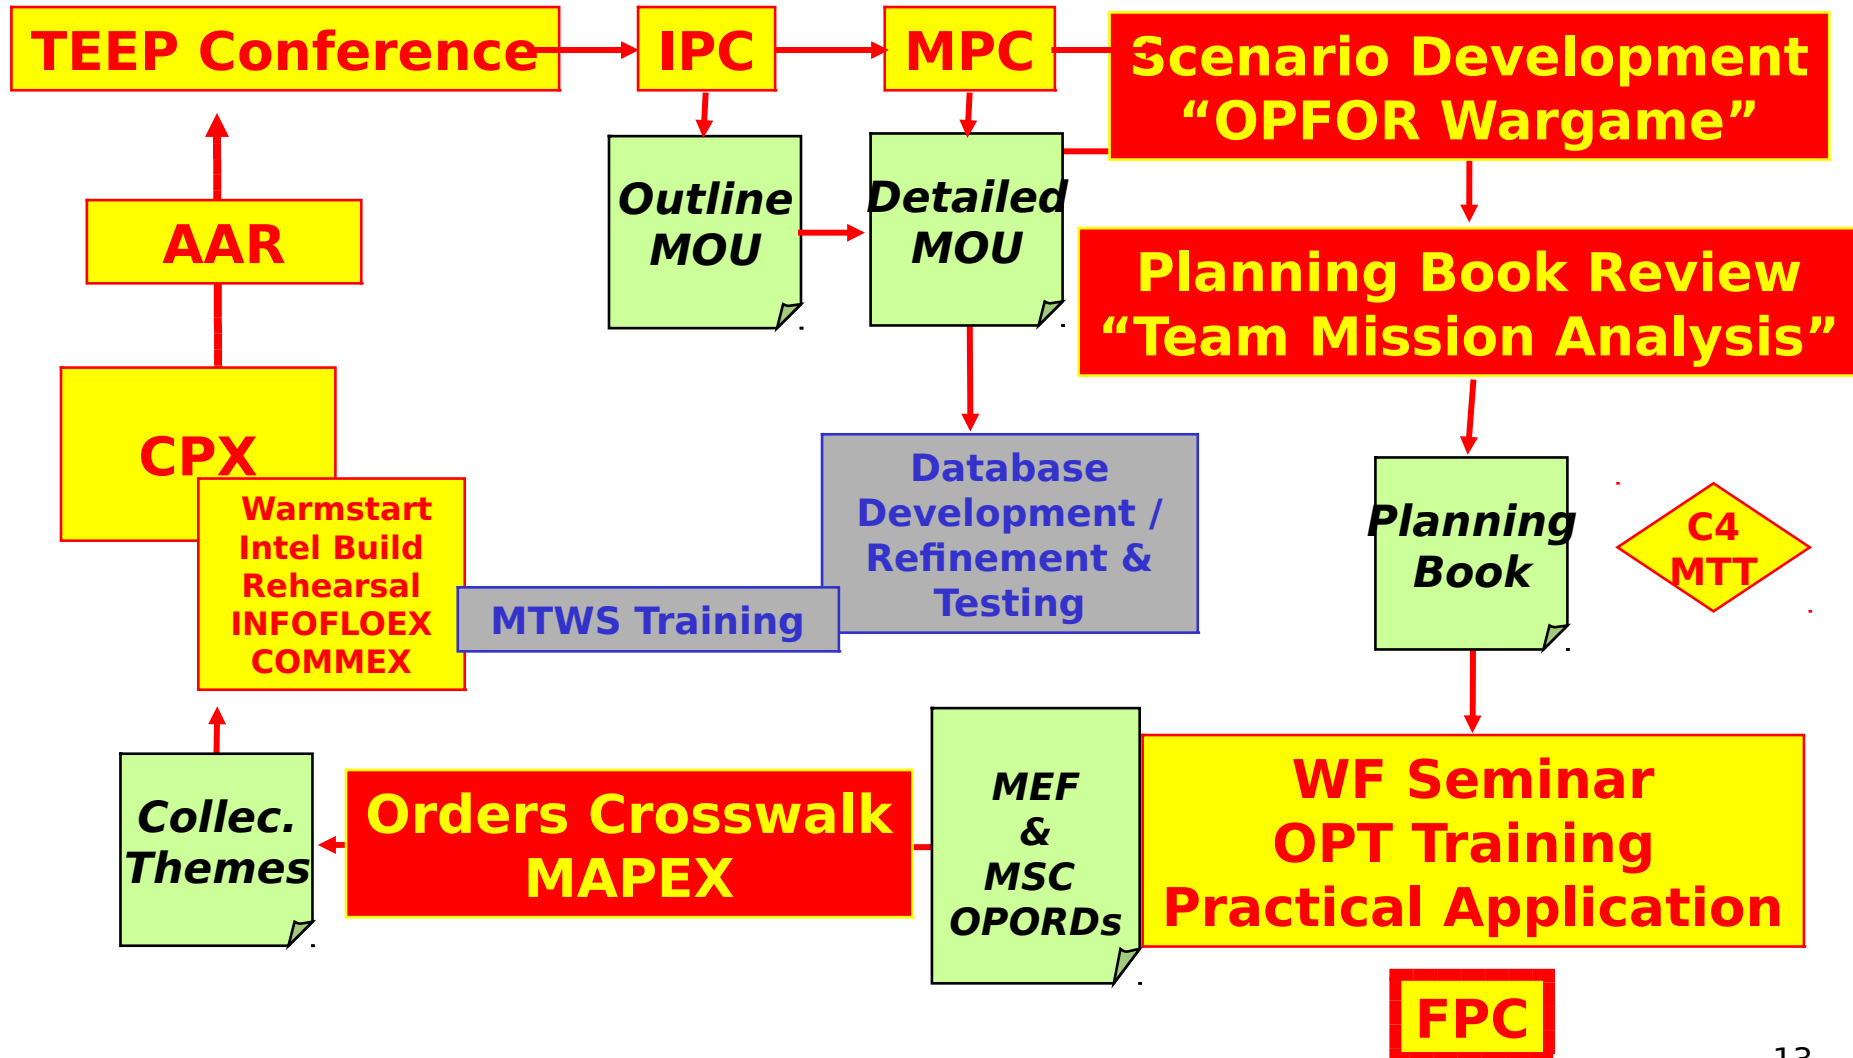 TEEP Conference
IPC
MPC
Scenario Development
“OPFOR Wargame”
Outline
MOU
Detailed
MOU
AAR
Planning Book Review
“Team Mission Analysis”
CPX
Warmstart
Intel Build
Rehearsal
INFOFLOEX
COMMEX
MTWS Training
Database
Development /
Refinement &
Testing
Planning
Book
C4
MTT
Collec.
Themes
Orders Crosswalk
MAPEX
MEF
&
MSC
OPORDs
WF Seminar
OPT Training
Practical Application
FPC
13